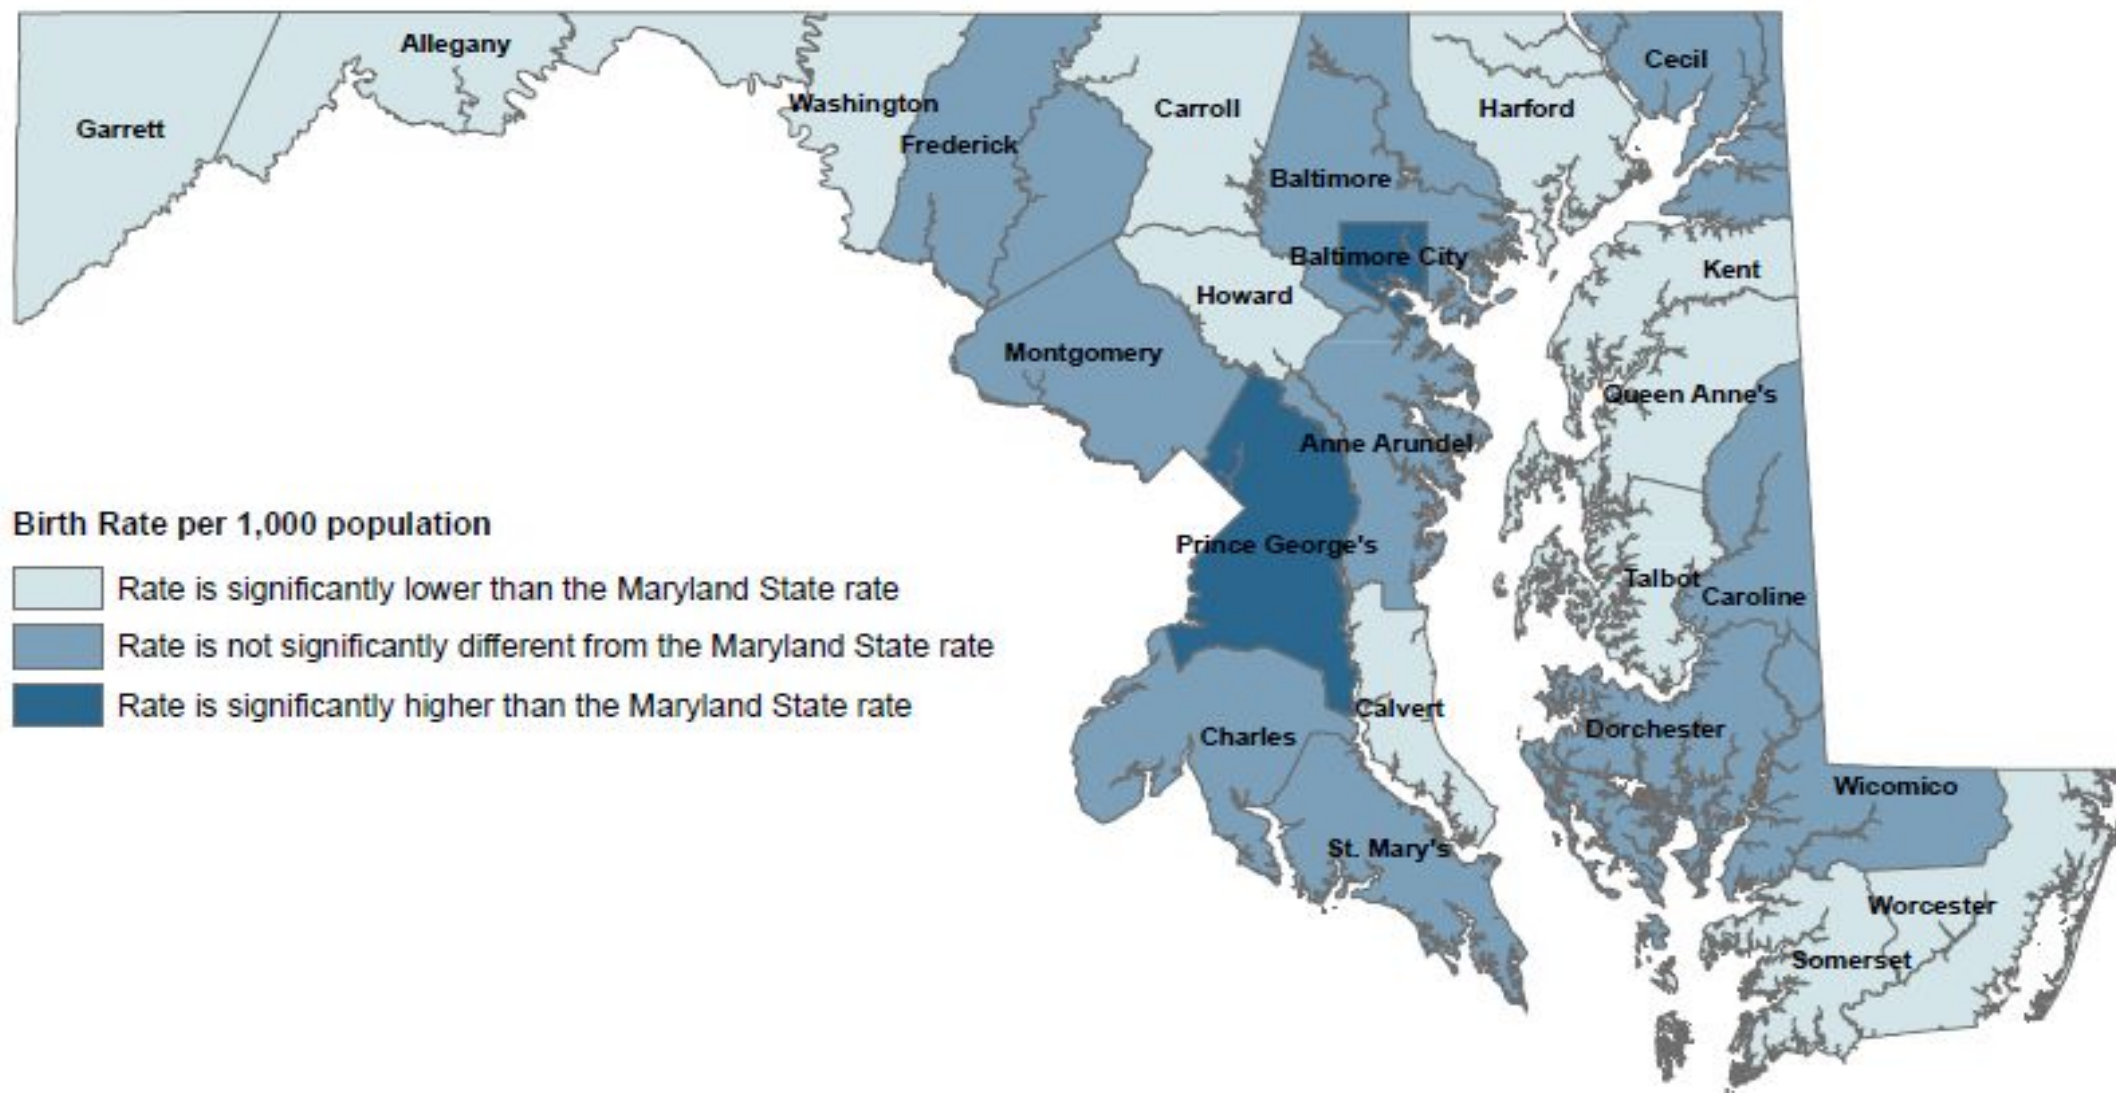 Allegany
Cecil
Washington
Carroll
Harford
Garrett
Frederick
Baltimore
Baltimore City
Kent
Howard
Montgomery
Queen Anne's
Anne Arundel
Birth Rate per 1,000 population
Prince George's
Rate is significantly lower than the Maryland State rate
Talbot
Caroline
Rate is not significantly different from the Maryland State rate
Rate is significantly higher than the Maryland State rate
Calvert
Charles
Dorchester
Wicomico
St. Mary's
Worcester
Somerset